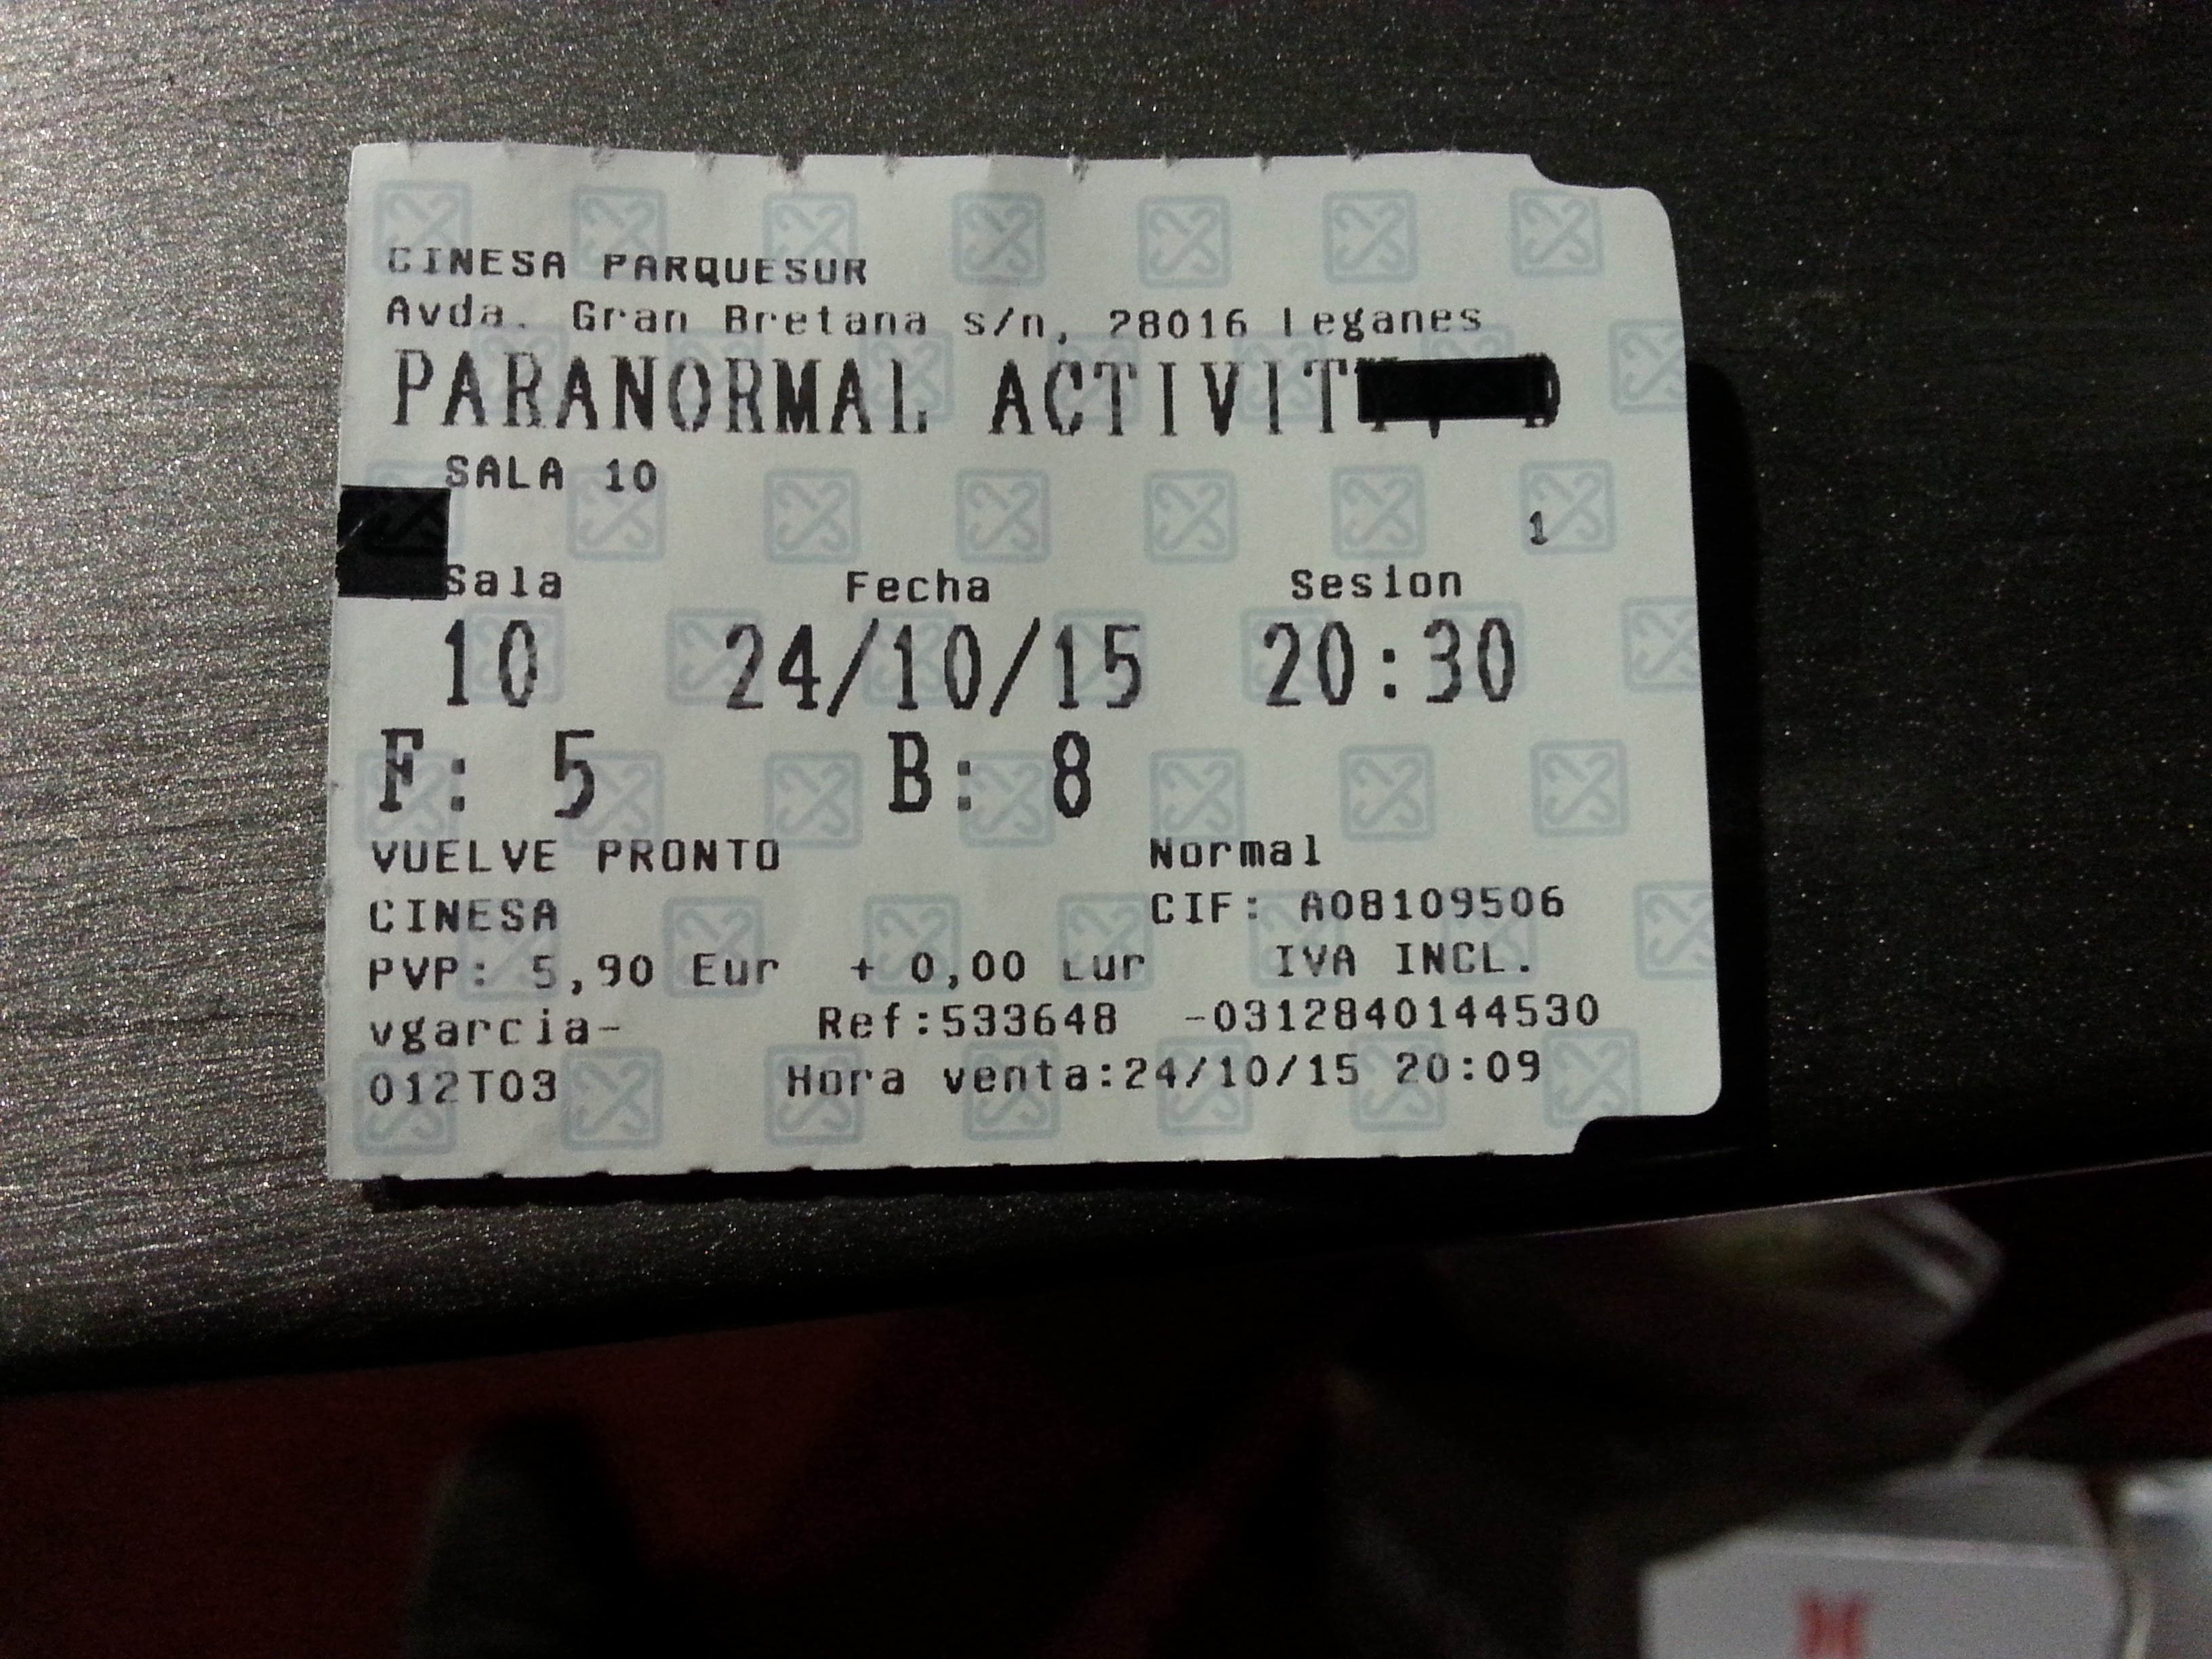 CINESA PARQUESUR
Avda. Gran Bretana s/n, 28016 Leganes
PARANORMAL
SALA 10
1
Sala Fecha Sesion
10 24/10/15 20:30
F: 5 B: 8
VUELVE PRONTO Normal
CINESA CIF: A08109506
PVP: 5,90 Eur + 0,00 Eur IVA INCL.
vgarcia- Ref:533648 -0312840144530
012T03 Hora venta:24/10/15 20:09